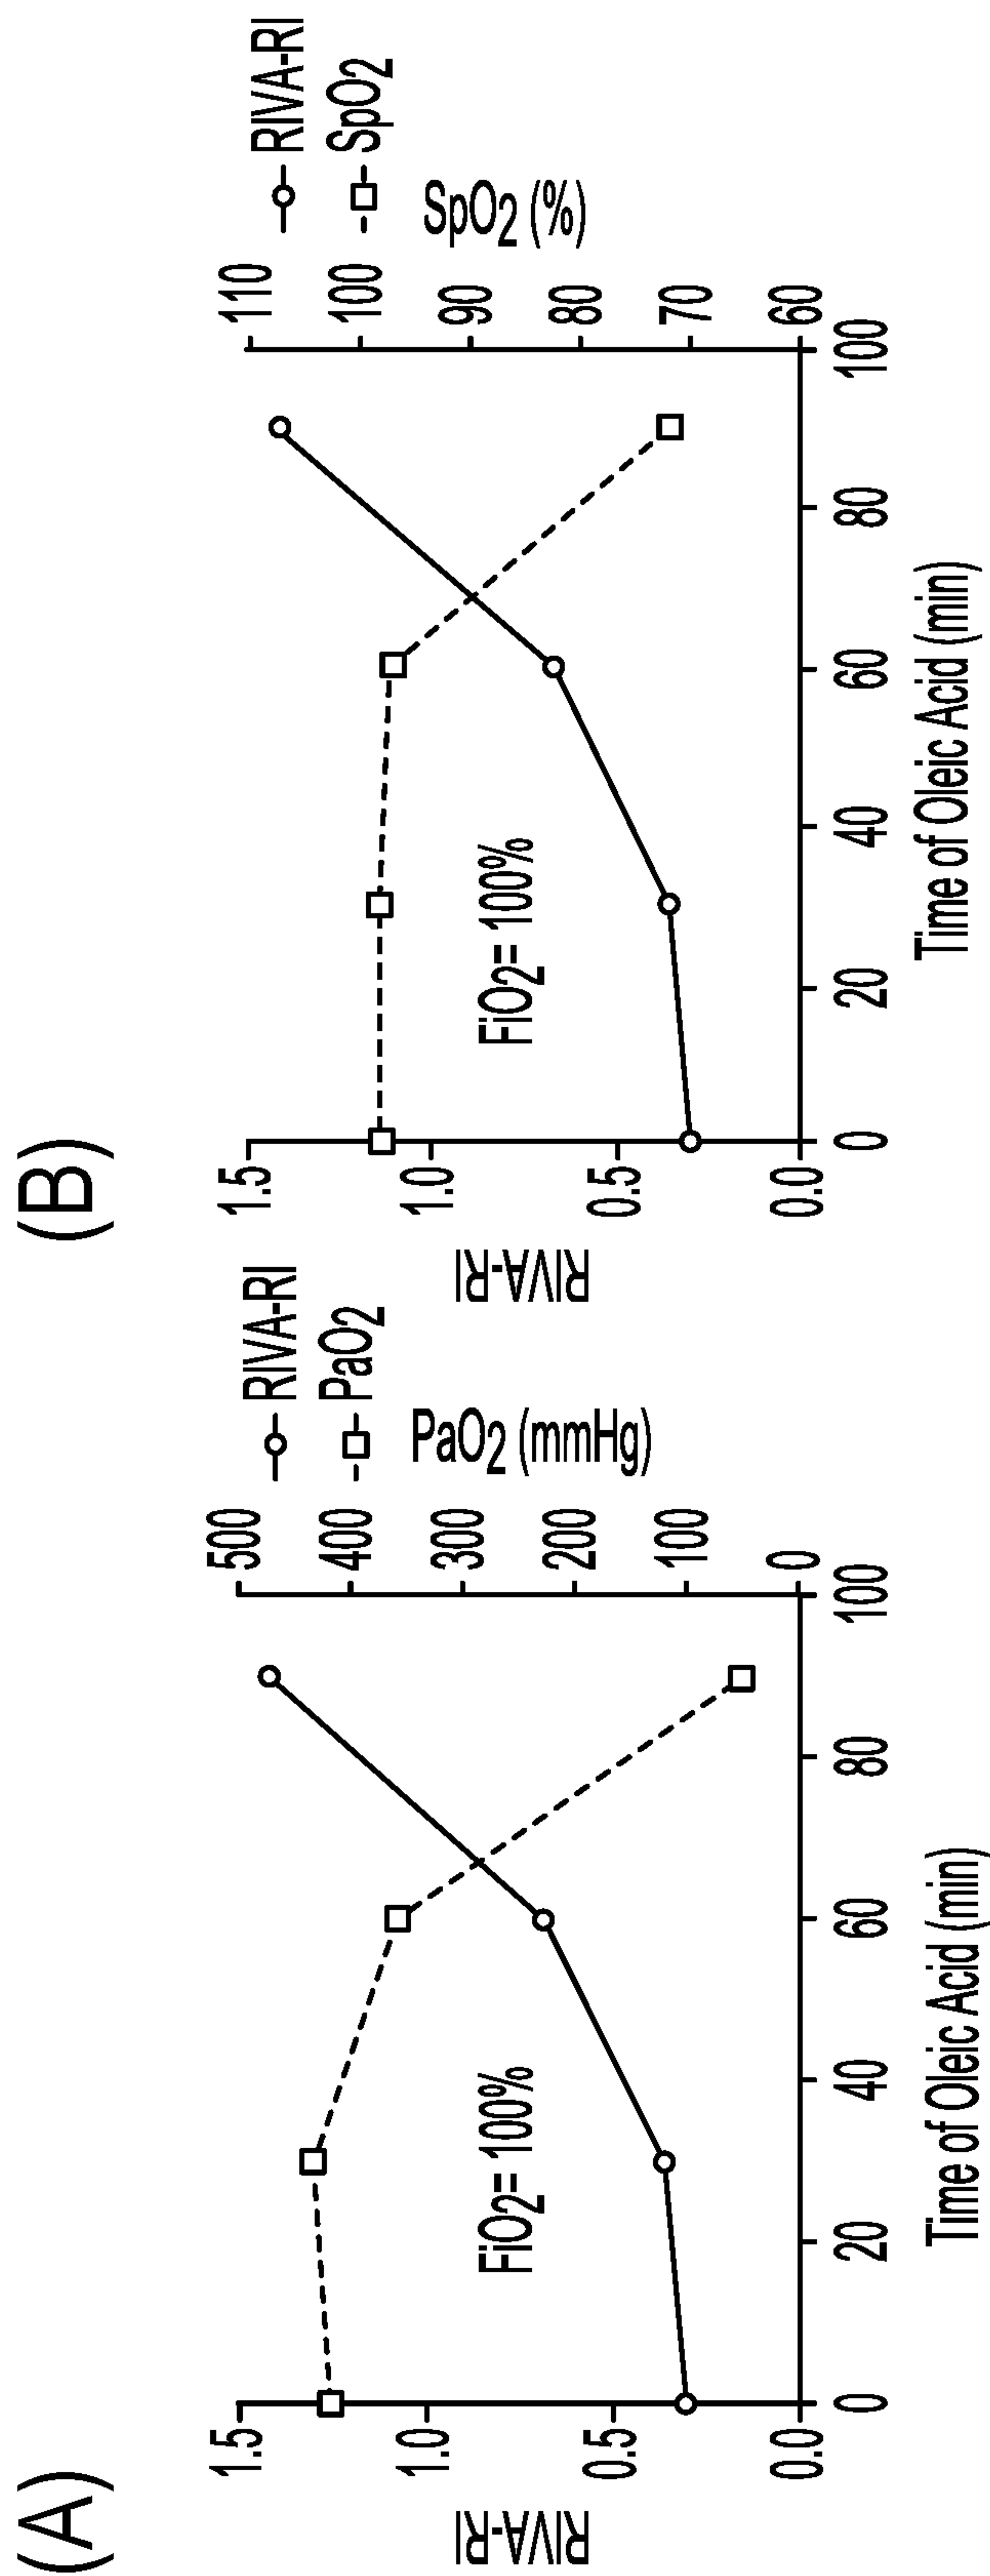 (A)
RIVA-RI
1.5
1.0
0.5
0.0
0
20
40
60
80
100
Time of Oleic Acid (min)
FiO2= 100%
500
400
300
200
100
0
PaO2 (mmHg)
RIVA-RI
PaO2
(B)
RIVA-RI
1.5
1.0
0.5
0.0
0
20
40
60
80
100
Time of Oleic Acid (min)
FiO2= 100%
110
100
90
80
70
60
SpO2 (%)
RIVA-RI
SpO2